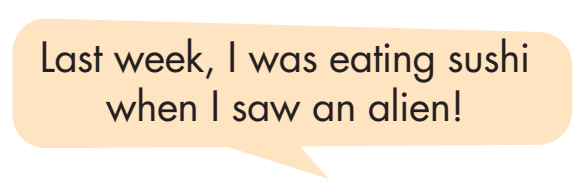 Last week, I was eating sushi
when I saw an alien!